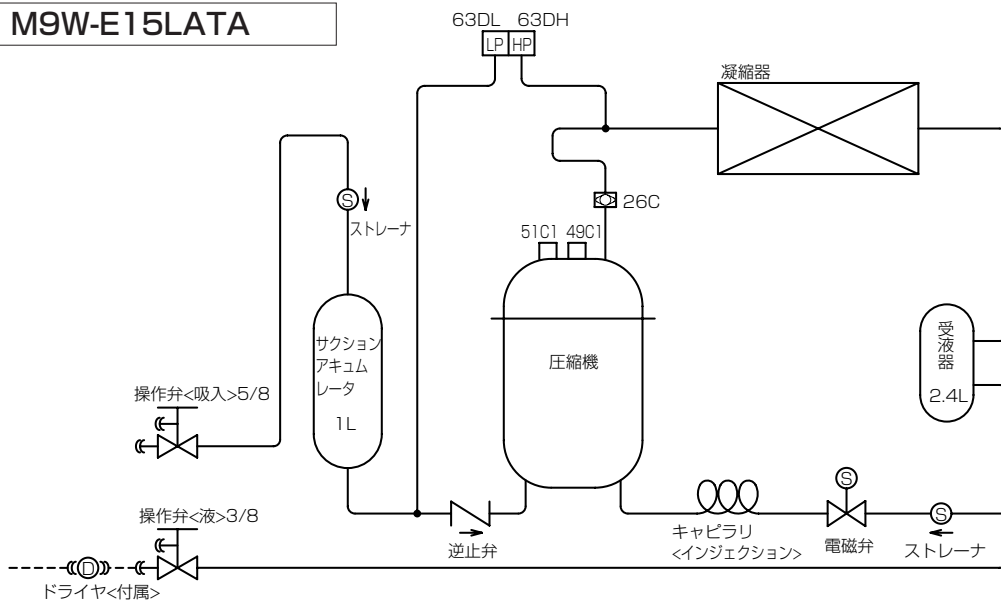 M9W-E15LATA
63DL 63DH
LP HP
凝縮器
S
ストレーナ
26C
51C1 49C1
サクション
アキュム
レータ
1L
圧縮機
受液器
2.4L
操作弁<吸入>5/8
操作弁<液>3/8
逆止弁
キャピラリ
<インジェクション>
S
電磁弁
S
ストレーナ
D
ドライヤ<付属>